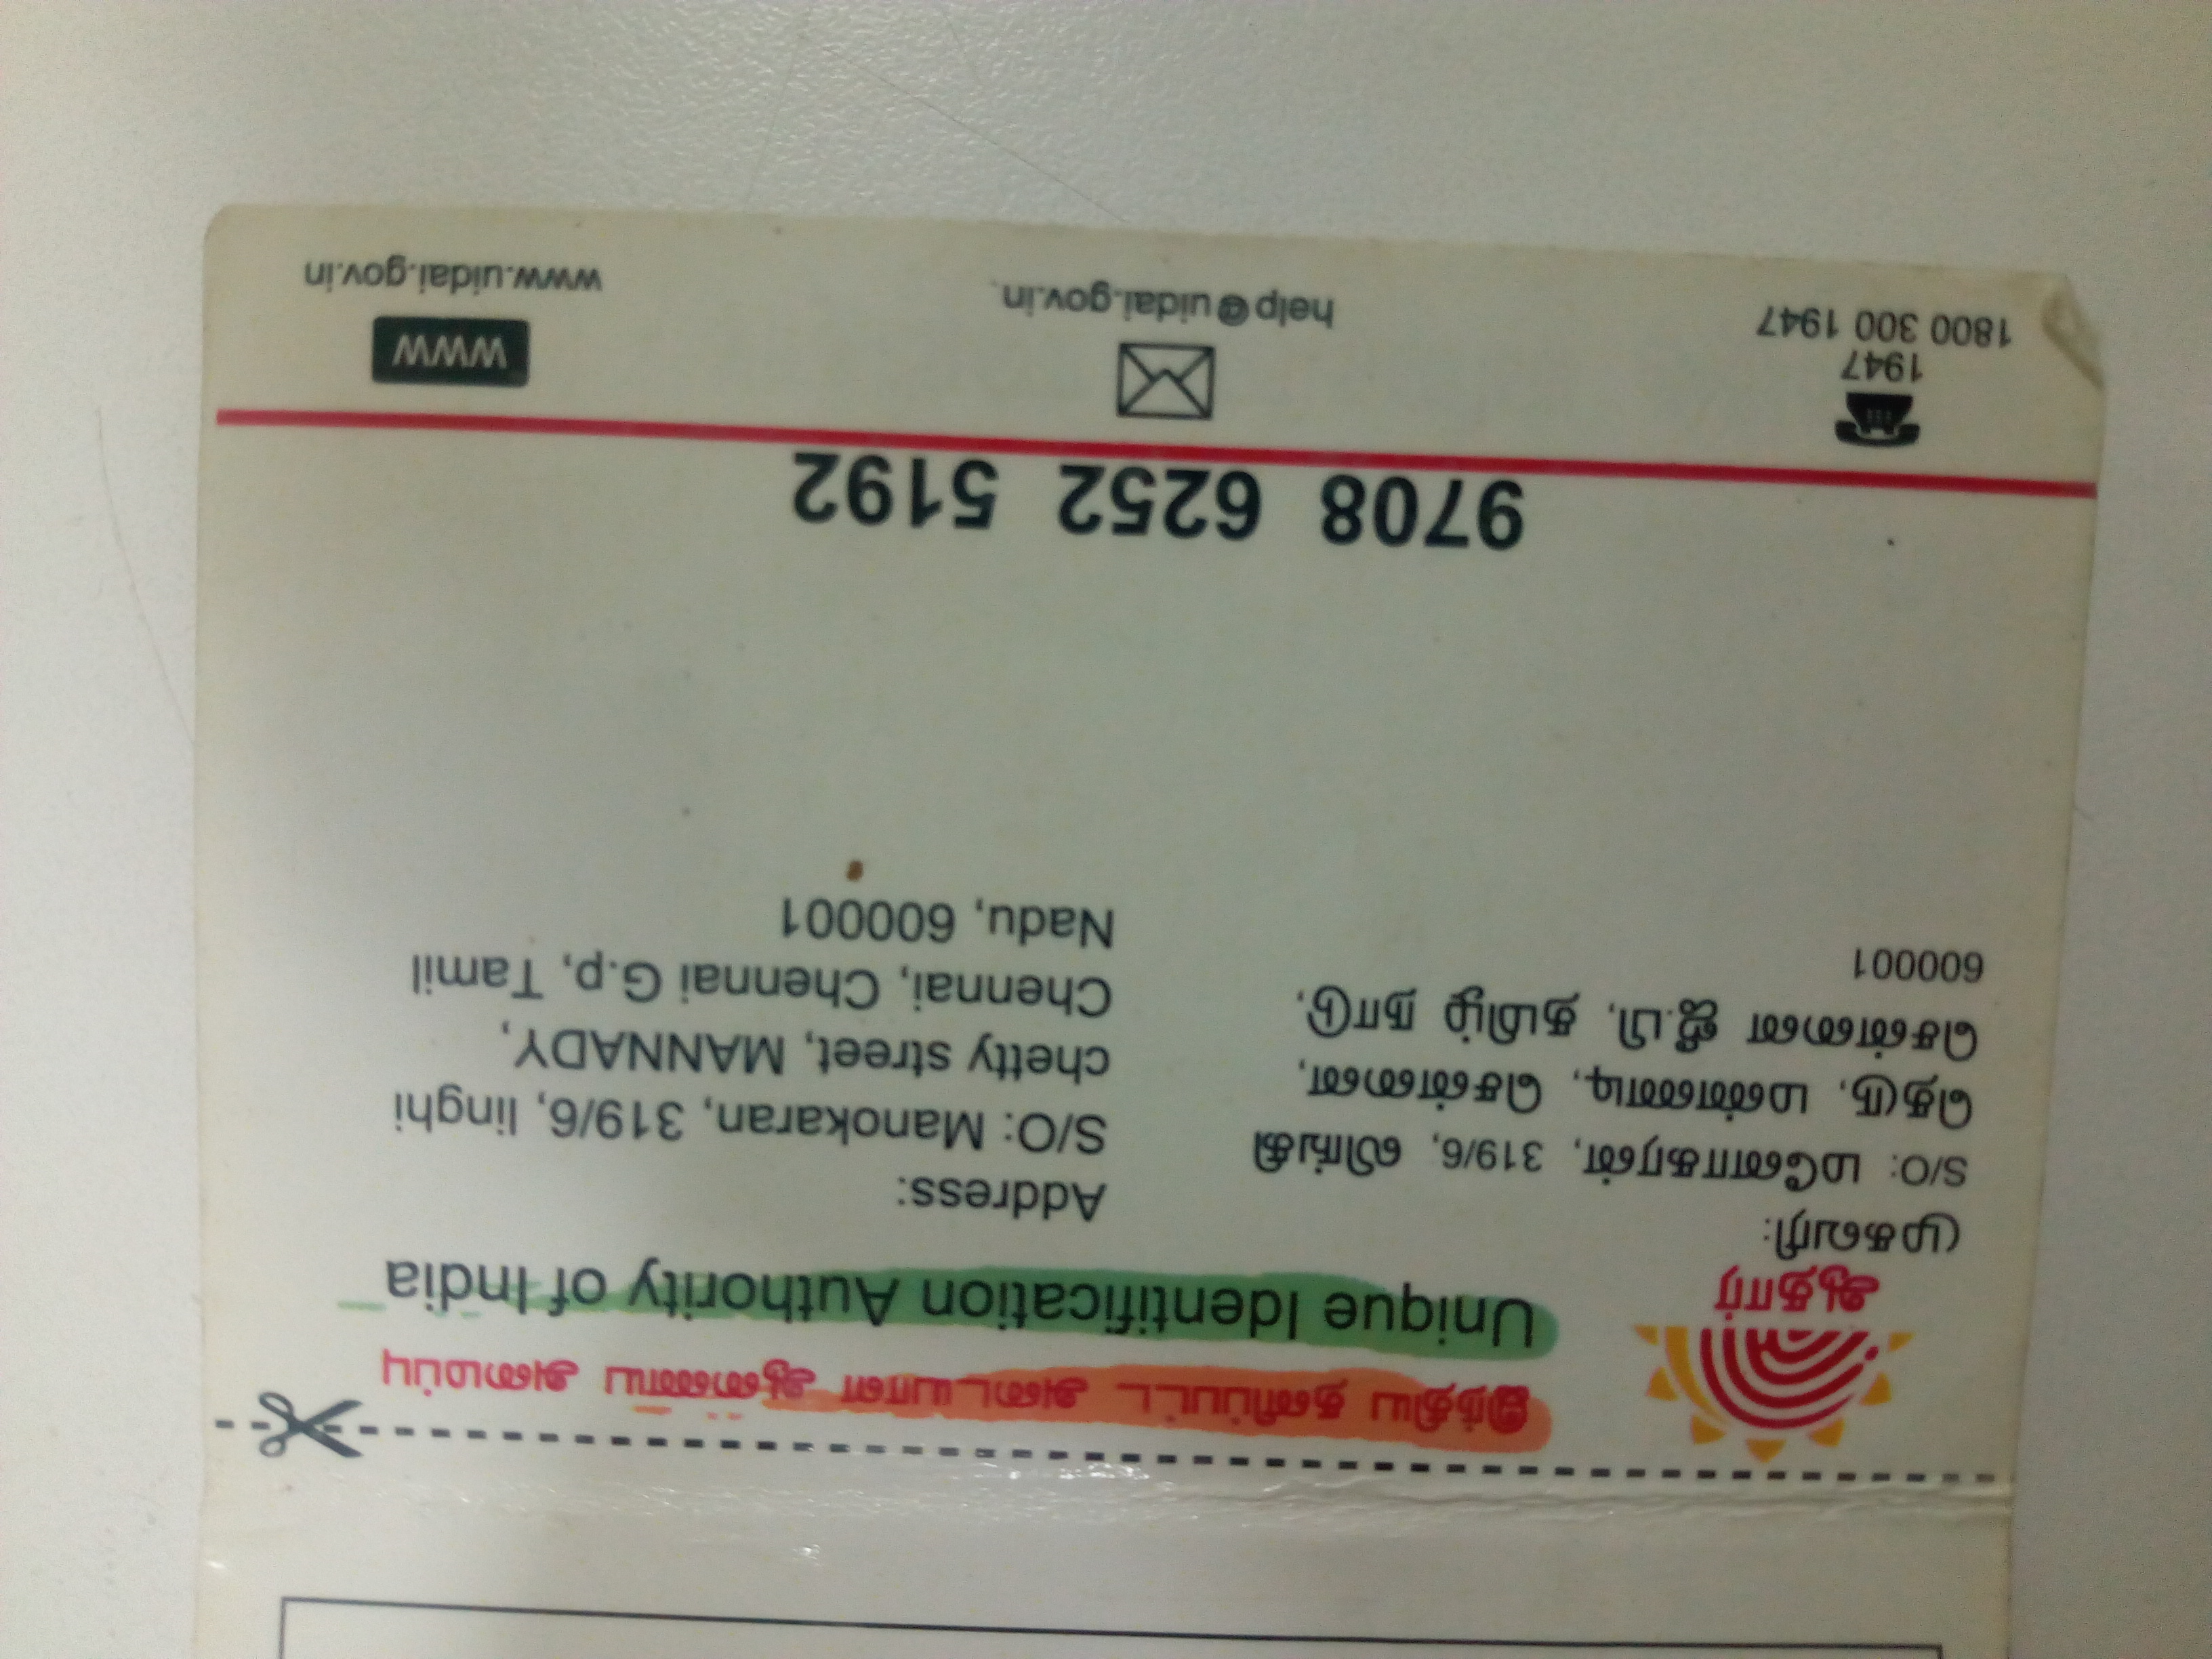 இந்திய தனிப்பட்ட அடையாள ஆணைய அமைப்பு
Unique Identification Authority of India
ஆதார்
முகவரி:
S/O: மனோகரன், 319/6, லிங்கி
தெரு, மண்ணடி, சென்னை,
சென்னை ஜி.பி, தமிழ் நாடு,
600001
Address:
S/O: Manokaran, 319/6, linghi
chetty street, MANNADY,
Chennai, Chennai G.p, Tamil
Nadu, 600001
9708 6252 5192
1947
1800 300 1947
help@uidai.gov.in
WWW
www.uidai.gov.in